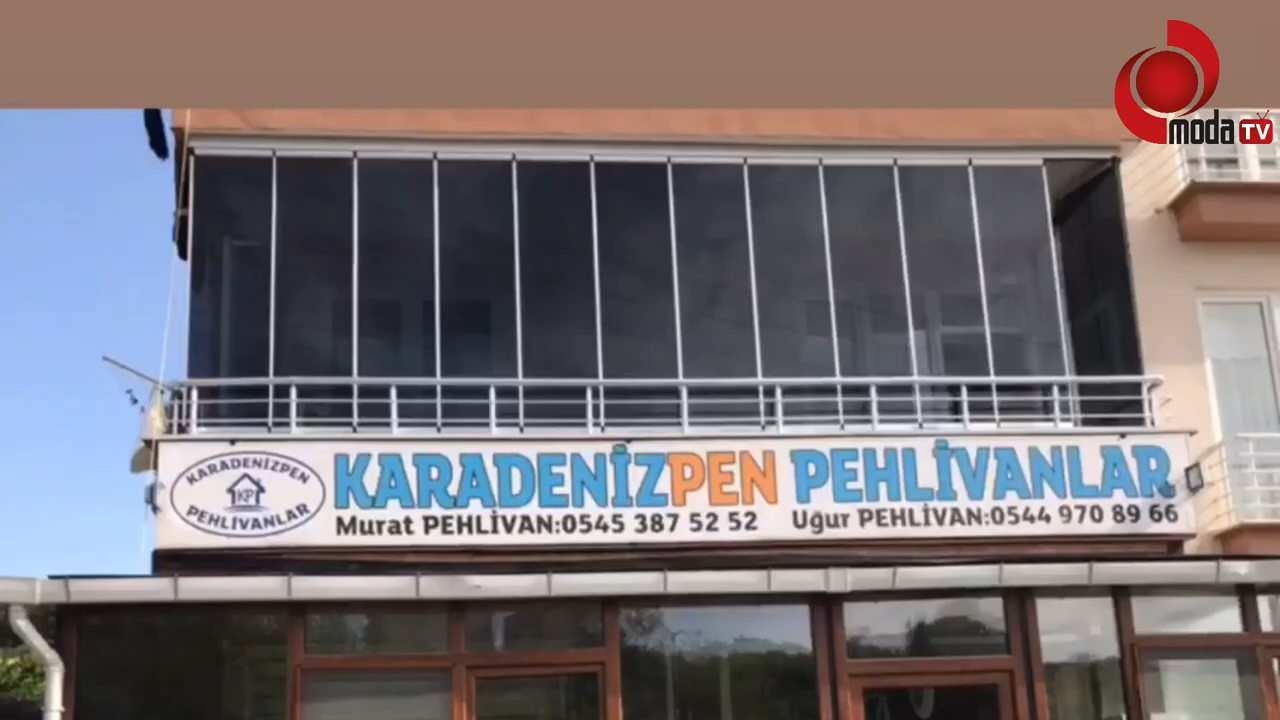 moda TV
KARADENİZPEN PEHLİVANLAR
KARADENİZPEN
KP
PEHLİVANLAR
Murat PEHLİVAN:0545 387 52 52 Uğur PEHLİVAN:0544 970 89 66